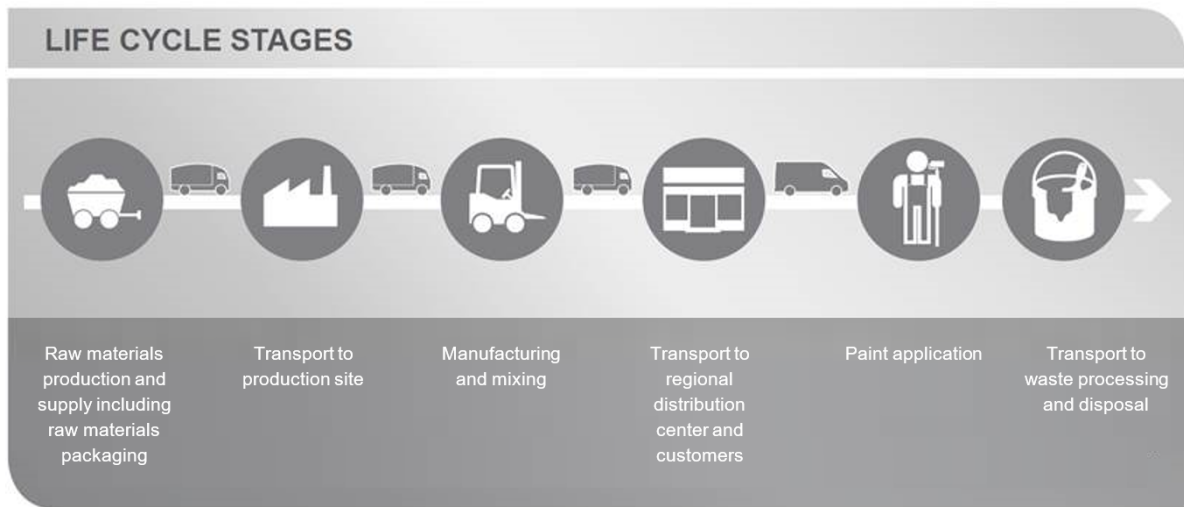 LIFE CYCLE STAGES
Raw materials
production and
supply including
raw materials
packaging
Transport to
production site
Manufacturing
and mixing
Transport to
regional
distribution
center and
customers
Paint application
Transport to
waste processing
and disposal